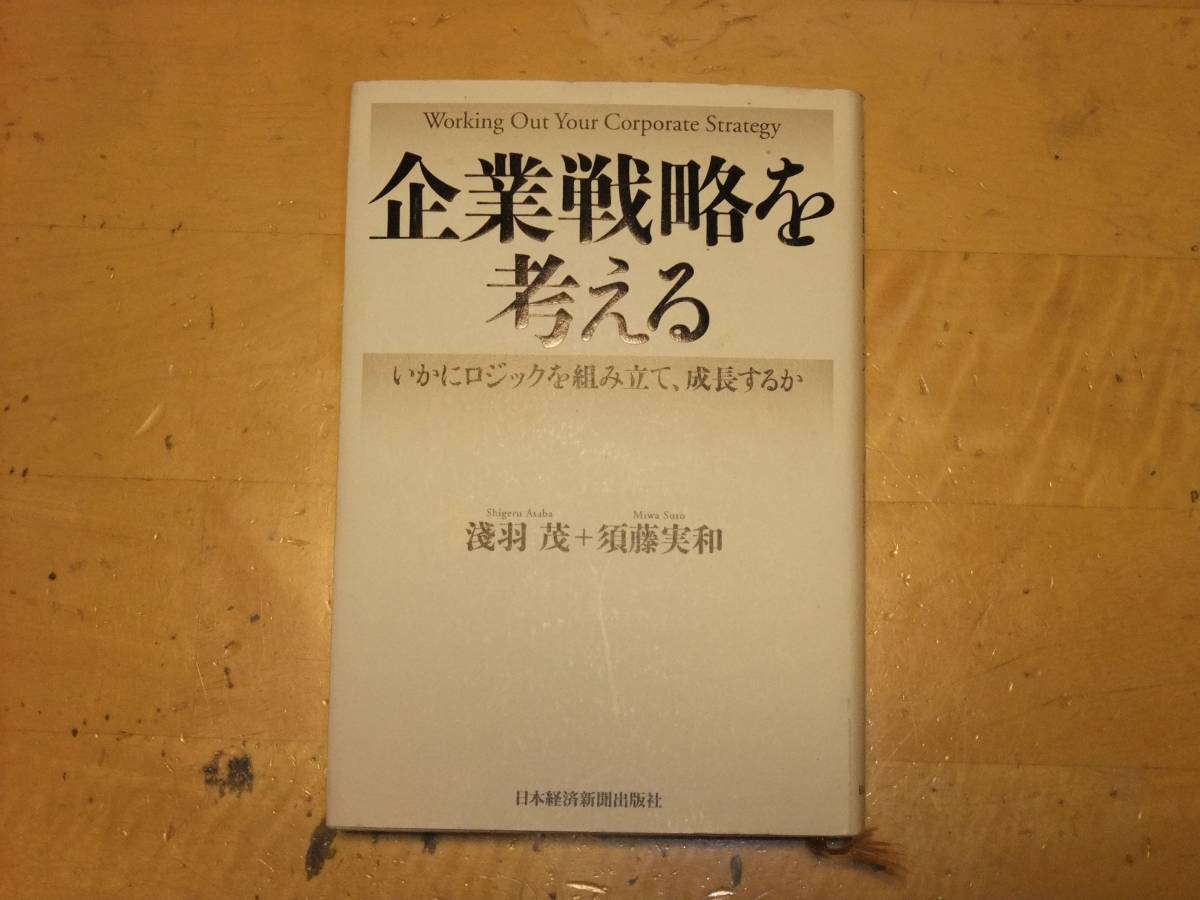 Working Out Your Corporate Strategy
企業戦略を
考える
いかにロジックを組み立て、成長するか
Shigeru Asaba Miwa Suto
淺羽 茂+須藤実和
日本経済新聞出版社